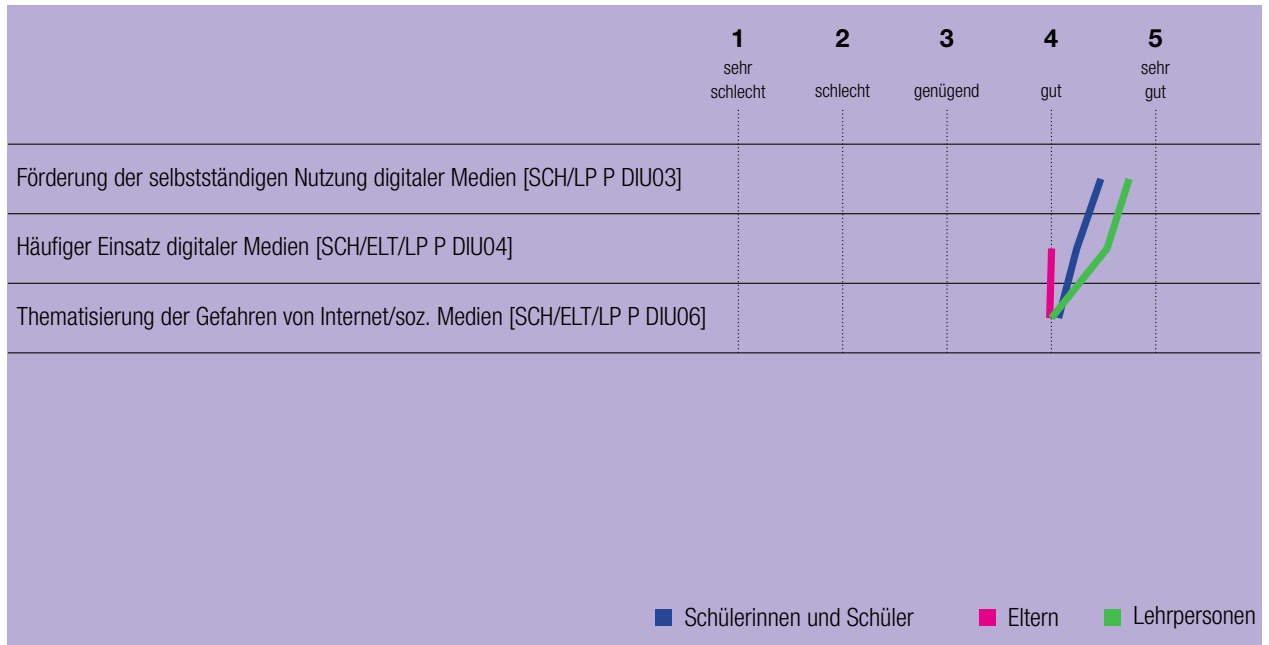 1 2 3 4 5
sehr schlecht schlecht genügend gut sehr gut
Förderung der selbstständigen Nutzung digitaler Medien [SCH/LP P DIU03]
Häufiger Einsatz digitaler Medien [SCH/ELT/LP P DIU04]
Thematisierung der Gefahren von Internet/soz. Medien [SCH/ELT/LP P DIU06]
Schülerinnen und Schüler Eltern Lehrpersonen